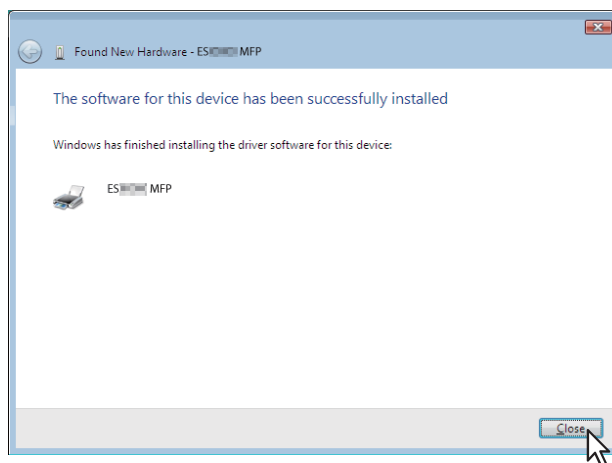 Found New Hardware - ES MFP
The software for this device has been successfully installed
Windows has finished installing the driver software for this device:
ES MFP
Close